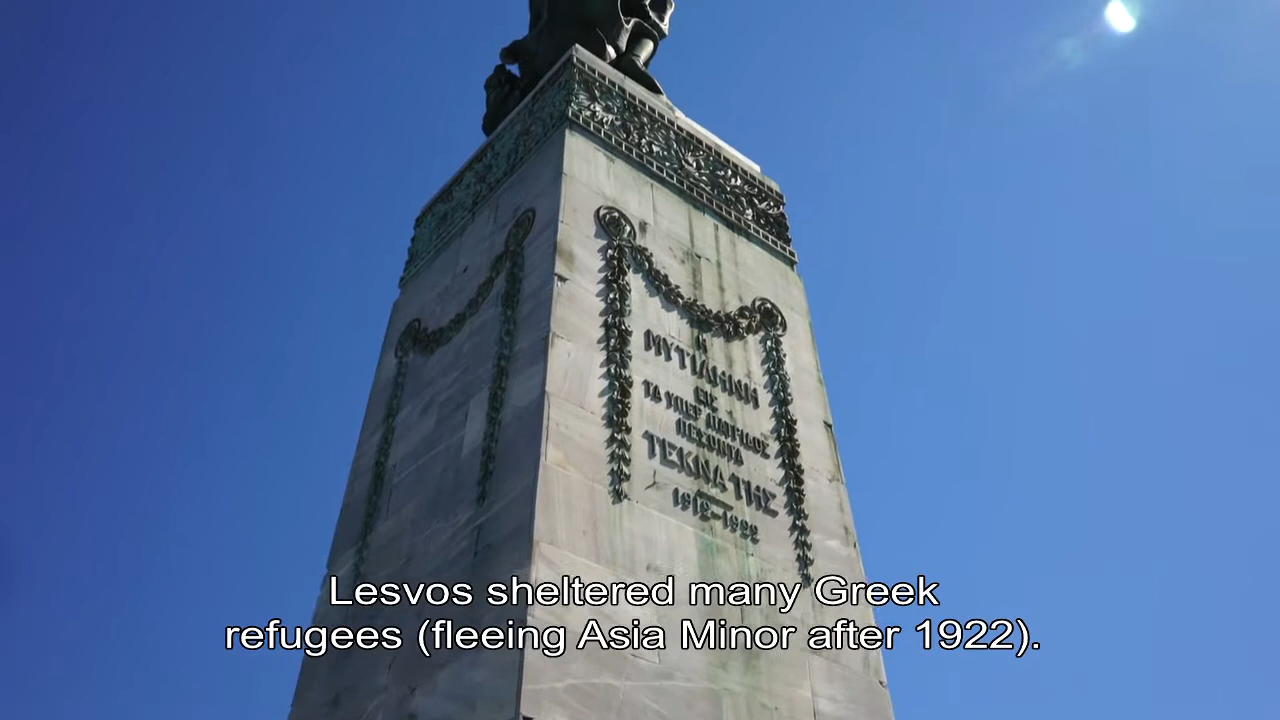 Η
ΜΥΤΙΛΗΝΗ
ΕΙΣ
ΤΑ ΥΠΕΡ ΠΑΤΡΙΔΟΣ
ΠΕΣΟΝΤΑ
ΤΕΚΝΑ ΤΗΣ
1912–1922
Lesvos sheltered many Greek
refugees (fleeing Asia Minor after 1922).